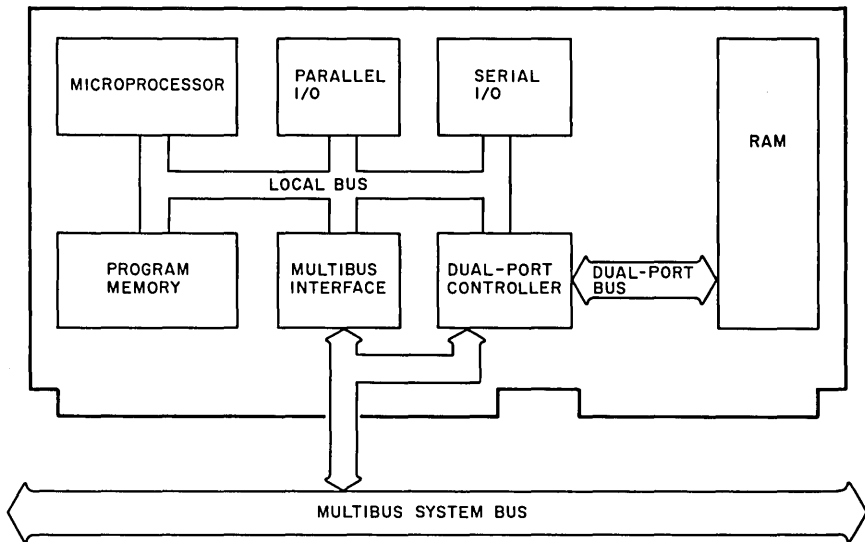 MICROPROCESSOR
PARALLEL
I/O
SERIAL
I/O
RAM
LOCAL BUS
PROGRAM
MEMORY
MULTIBUS
INTERFACE
DUAL-PORT
CONTROLLER
DUAL-PORT
BUS
MULTIBUS SYSTEM BUS